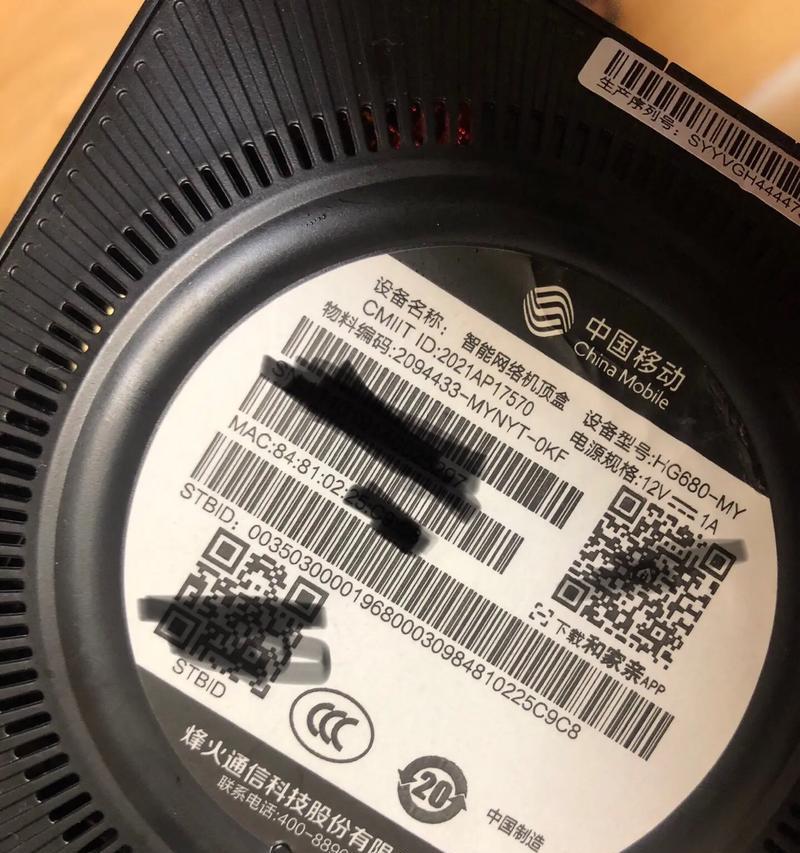 生产序列号: SYYVGH44447
中国移动
China Mobile
设备名称: 智能网络机顶盒
设备型号:HG680-MY
CMIIT ID:2021AP17570
电源规格:12V⎓1A
物料编码:2094433-MYNYT-0KF
MAC:84:81:02:
STBID: 0035030000196800030984810225C9C8
下载和家亲APP
STBID
CCC
20
中国制造
烽火通信科技股份有限
联系电话:400-8890